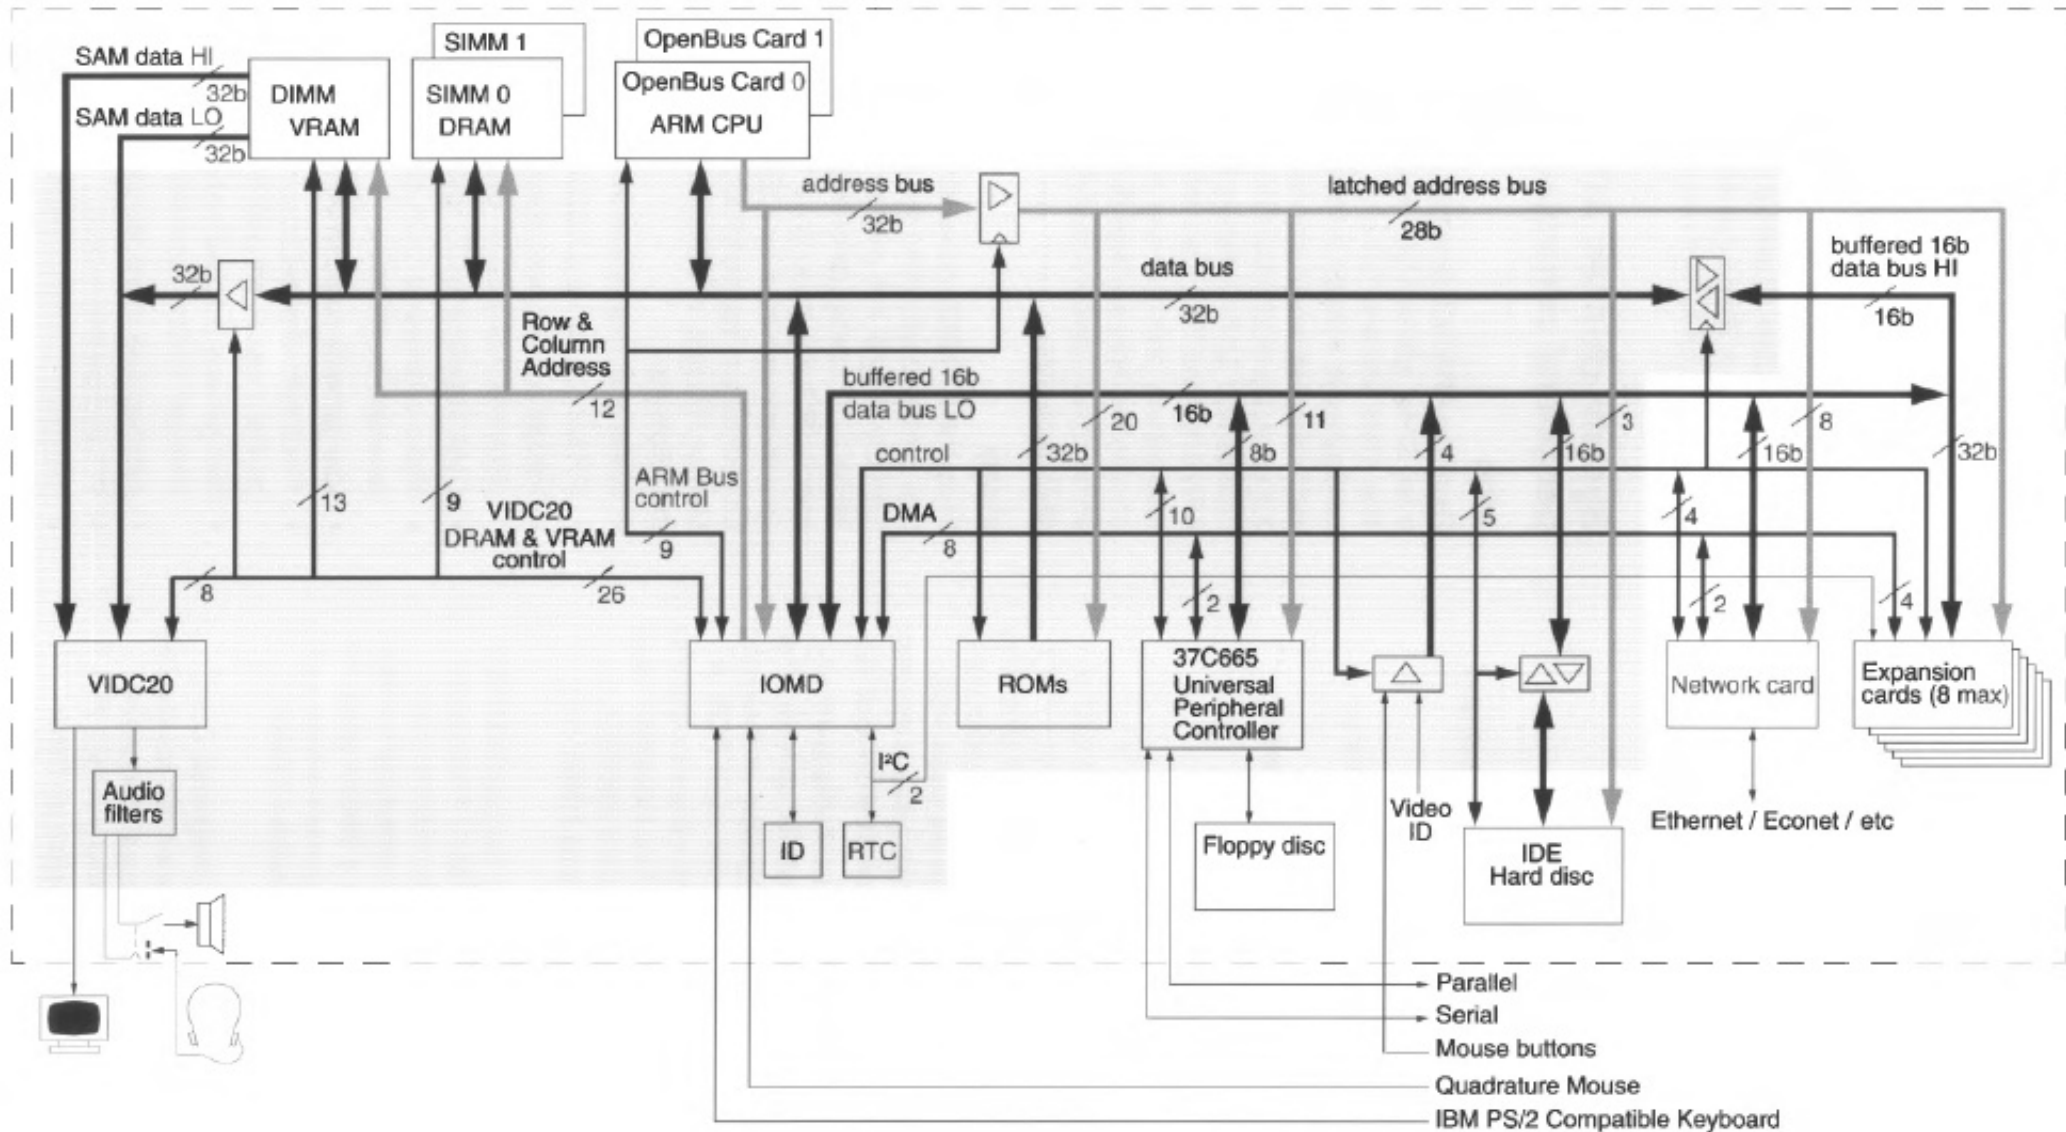 SIMM 1
OpenBus Card 1
SAM data HI
32b
DIMM
VRAM
SIMM 0
DRAM
OpenBus Card 0
ARM CPU
SAM data LO
32b
address bus
32b
latched address bus
28b
buffered 16b
data bus HI
16b
32b
data bus
32b
Row &
Column
Address
12
buffered 16b
data bus LO
16b
20
11
3
8
32b
8b
4
16b
16b
32b
control
ARM Bus
control
9
13
9
VIDC20
DRAM & VRAM
control
DMA
8
10
5
4
8
26
2
2
4
VIDC20
IOMD
ROMs
37C665
Universal
Peripheral
Controller
Network card
Expansion
cards (8 max)
I²C
2
Audio
filters
ID
RTC
Floppy disc
Video
ID
IDE
Hard disc
Ethernet / Econet / etc
Parallel
Serial
Mouse buttons
Quadrature Mouse
IBM PS/2 Compatible Keyboard